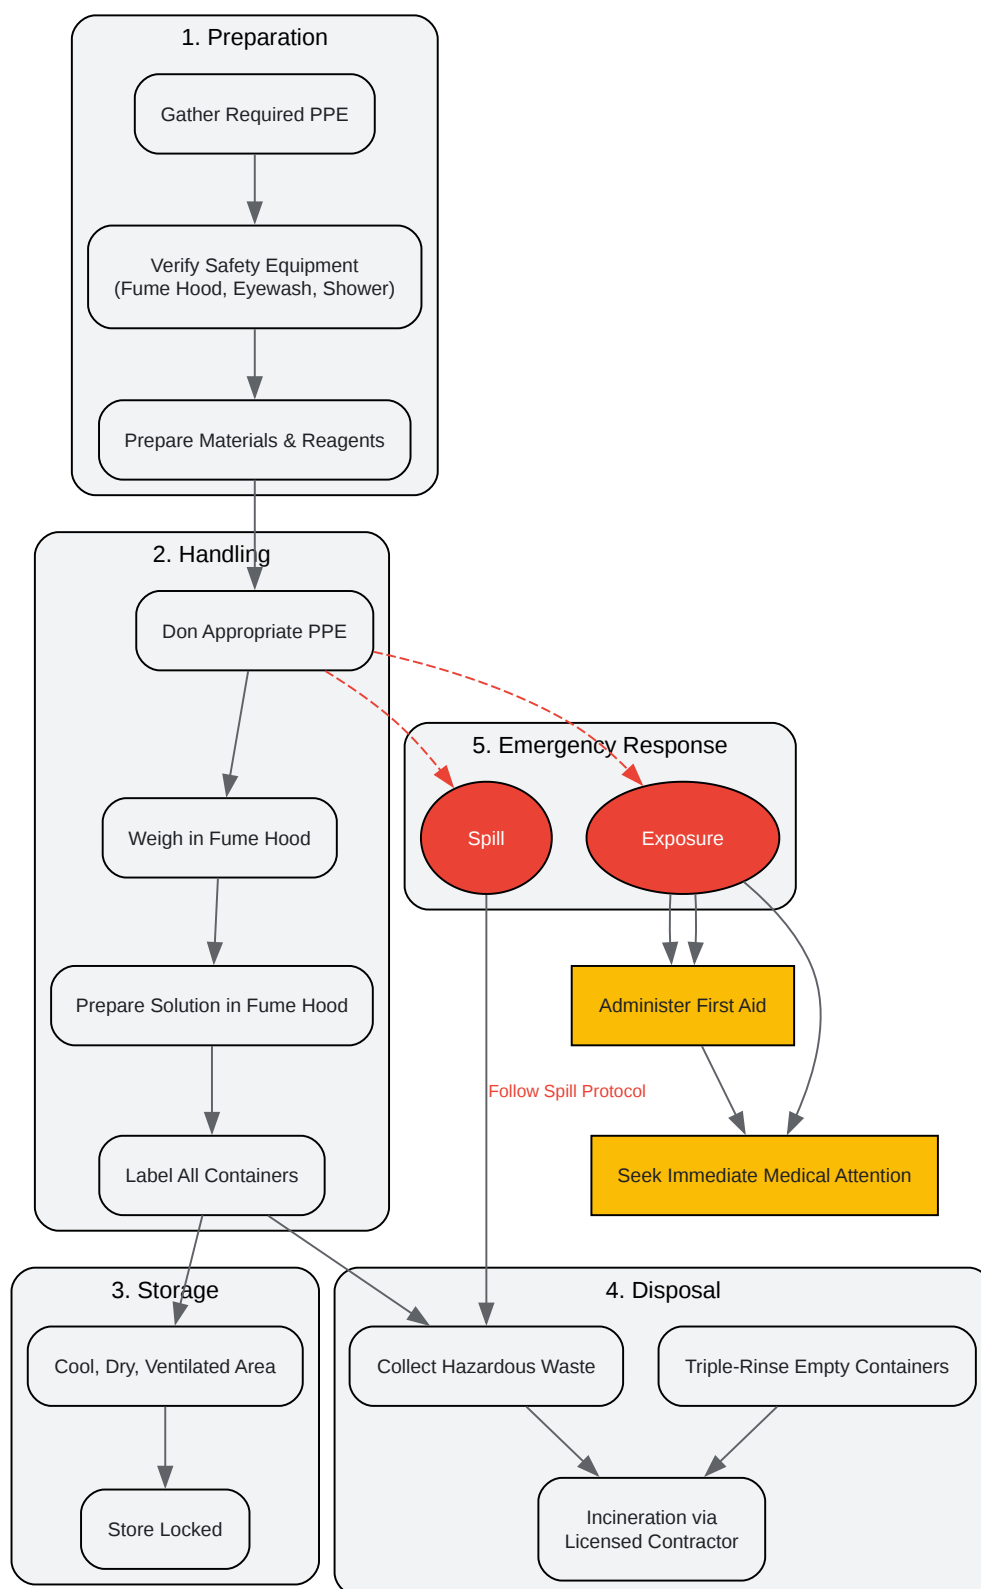 1. Preparation
Gather Required PPE
Verify Safety Equipment
(Fume Hood, Eyewash, Shower)
Prepare Materials & Reagents
2. Handling
Don Appropriate PPE
5. Emergency Response
Weigh in Fume Hood
Spill
Exposure
Prepare Solution in Fume Hood
Administer First Aid
Follow Spill Protocol
Label All Containers
Seek Immediate Medical Attention
3. Storage
4. Disposal
Cool, Dry, Ventilated Area
Collect Hazardous Waste
Triple-Rinse Empty Containers
Store Locked
Incineration via
Licensed Contractor